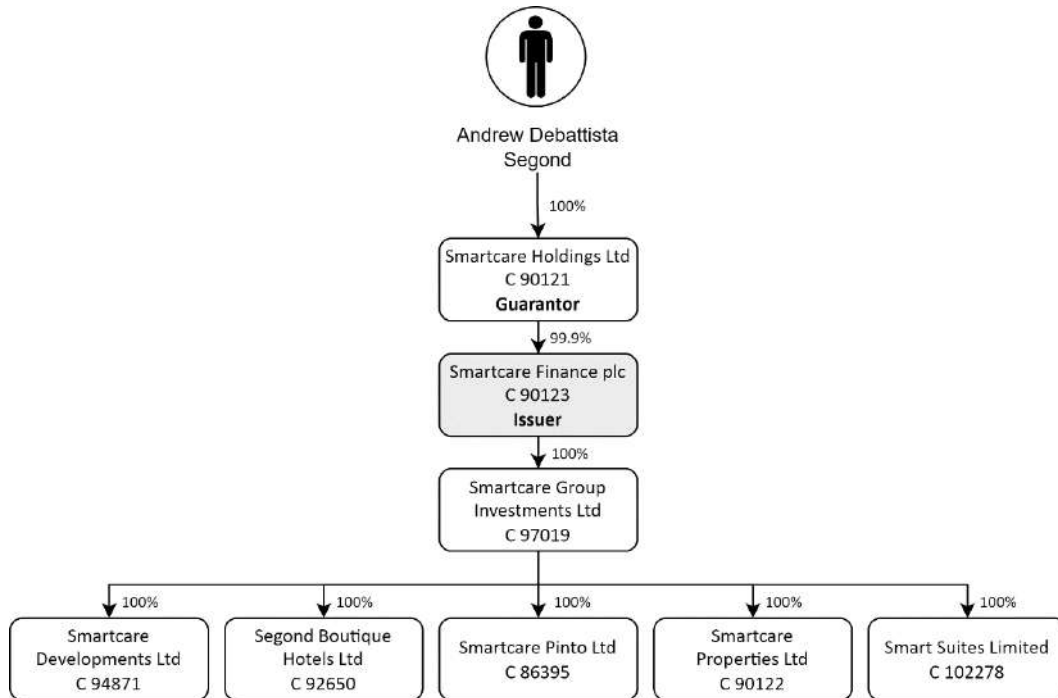 Andrew Debattista
Segond
100%
Smartcare Holdings Ltd
C 90121
Guarantor
99.9%
Smartcare Finance plc
C 90123
Issuer
100%
Smartcare Group
Investments Ltd
C 97019
100%
100%
100%
100%
100%
Smartcare
Developments Ltd
C 94871
Segond Boutique
Hotels Ltd
C 92650
Smartcare Pinto Ltd
C 86395
Smartcare
Properties Ltd
C 90122
Smart Suites Limited
C 102278